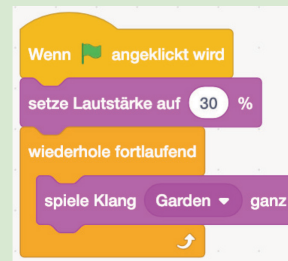 Wenn angeklickt wird
setze Lautstärke auf 30 %
wiederhole fortlaufend
spiele Klang Garden ganz